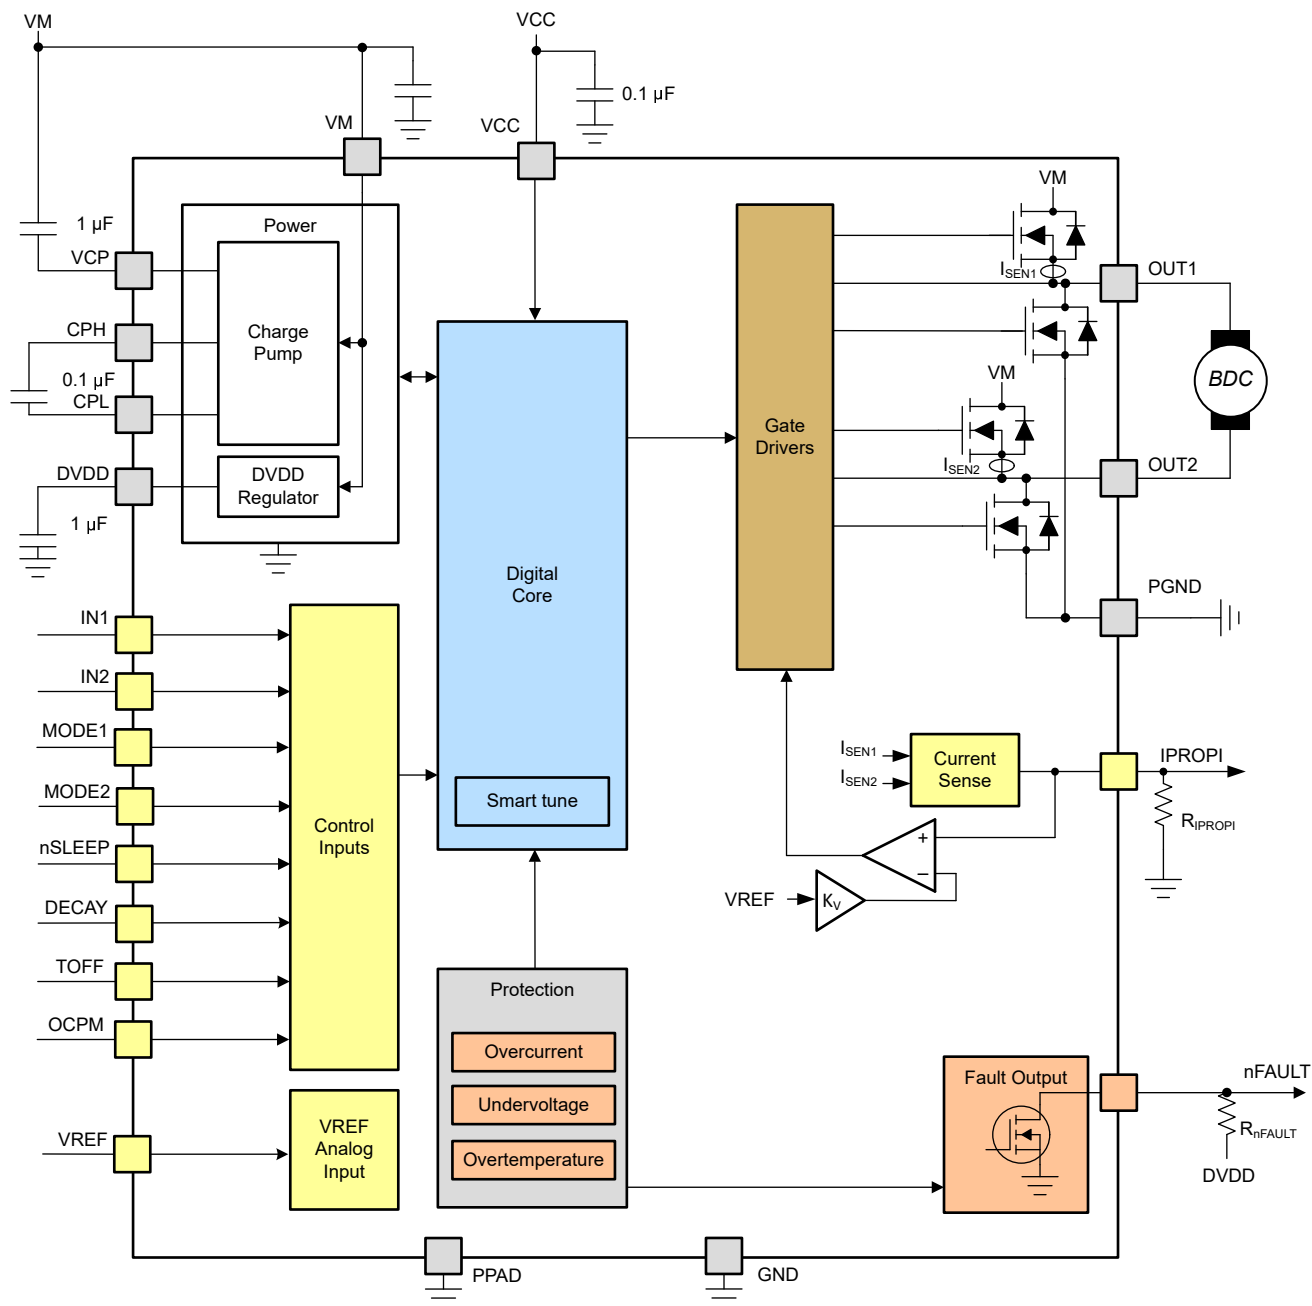 VM
VCC
0.1 µF
VM
VCC
1 µF
VCP
Power
Charge
Pump
CPH
0.1 µF
CPL
DVDD
1 µF
DVDD
Regulator
Digital
Core
Smart tune
Gate
Drivers
VM
ISEN1
OUT1
BDC
VM
ISEN2
OUT2
PGND
IN1
IN2
MODE1
MODE2
nSLEEP
DECAY
TOFF
OCPM
Control
Inputs
VREF
VREF
Analog
Input
ISEN1
ISEN2
Current
Sense
IPROPI
RIPROPI
+
−
VREF
KV
Protection
Overcurrent
Undervoltage
Overtemperature
Fault Output
nFAULT
RnFAULT
DVDD
PPAD
GND